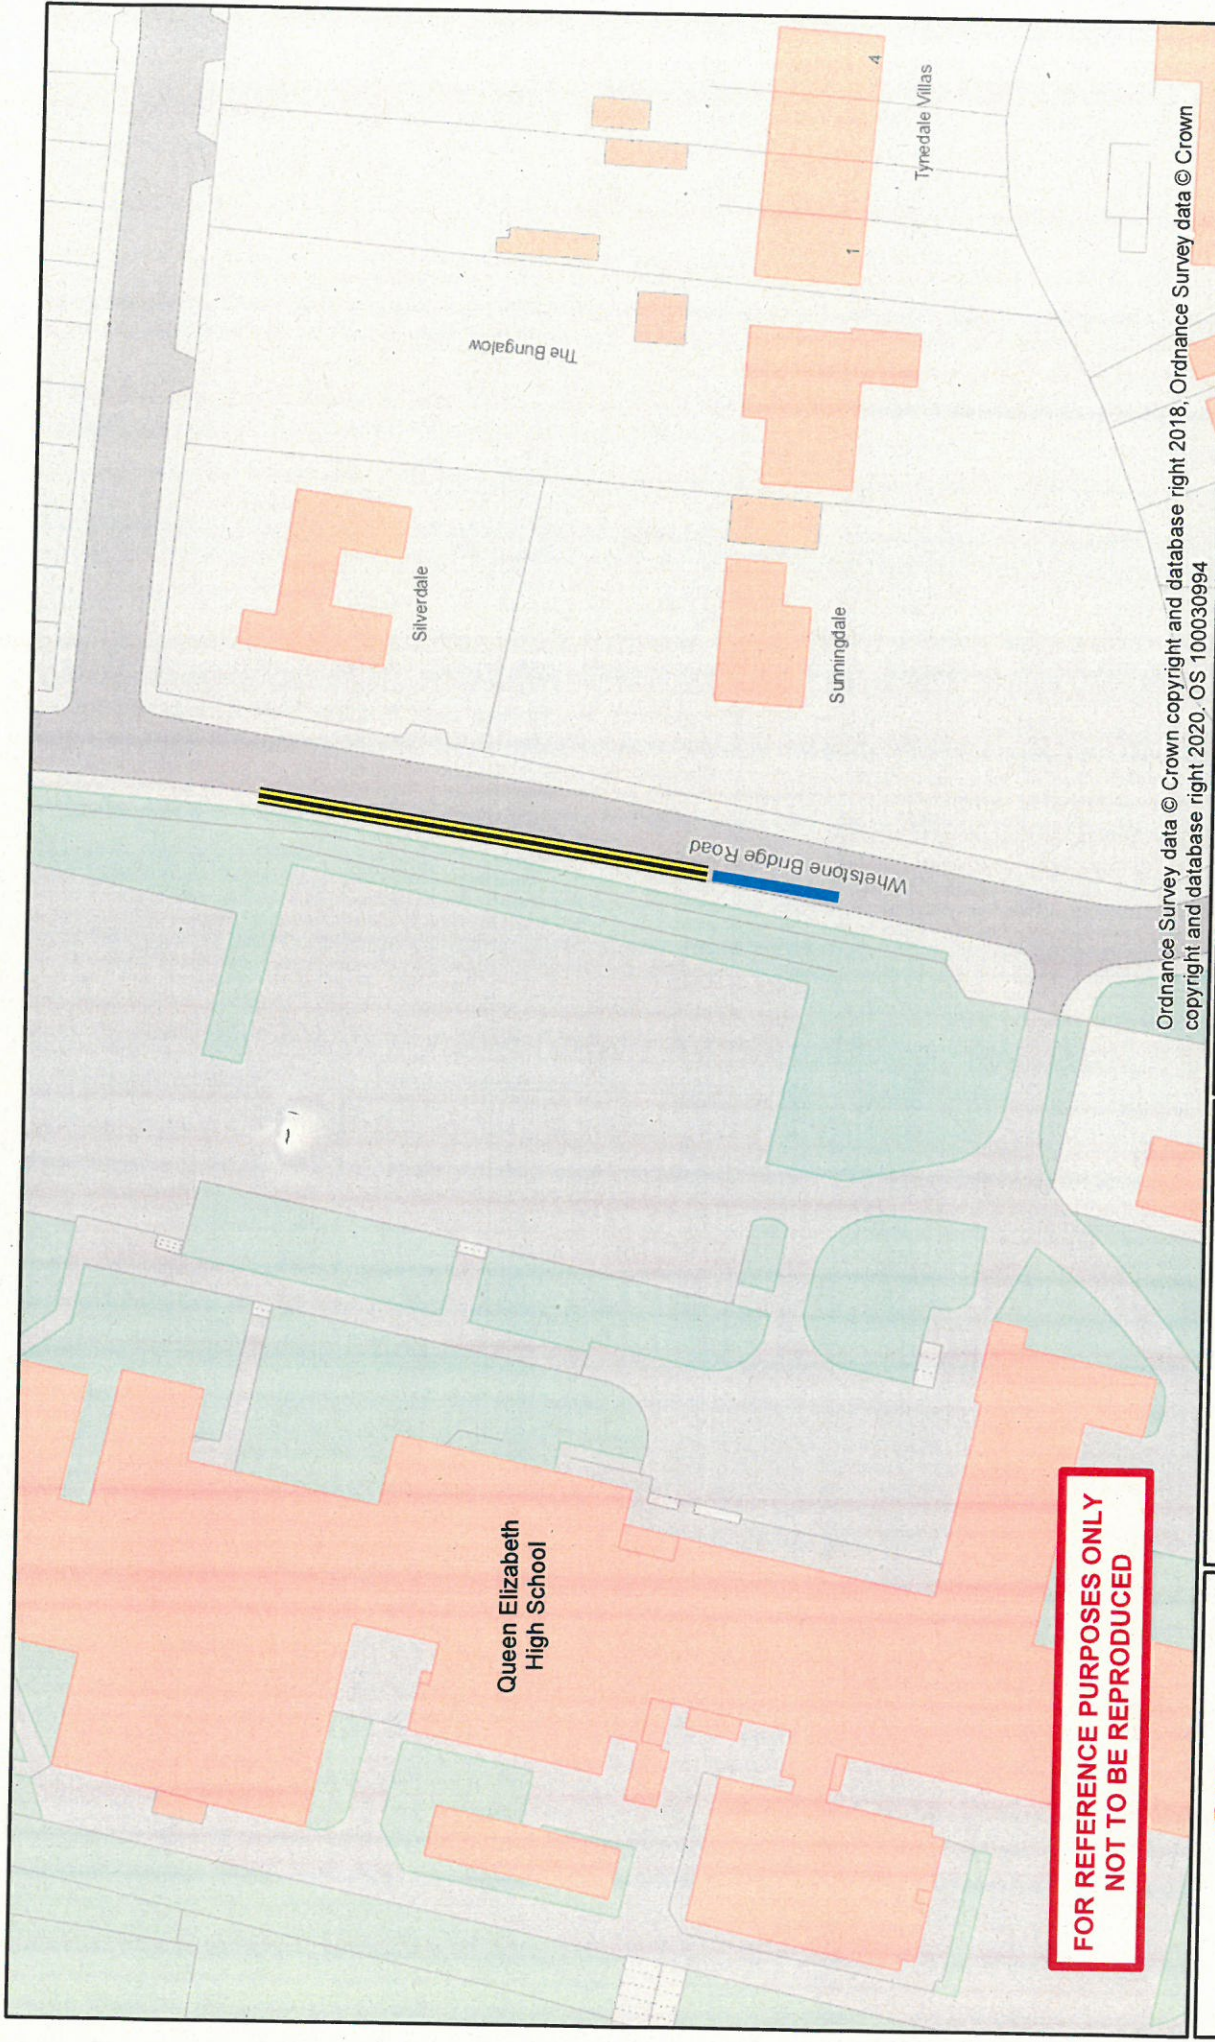 Queen Elizabeth
High School
Whetstone Bridge Road
Silverdale
Sunningdale
The Bungalow
1
4
Tynedale Villas
FOR REFERENCE PURPOSES ONLY
NOT TO BE REPRODUCED
Ordnance Survey data © Crown copyright and database right 2018, Ordnance Survey data © Crown
copyright and database right 2020. OS 100030994